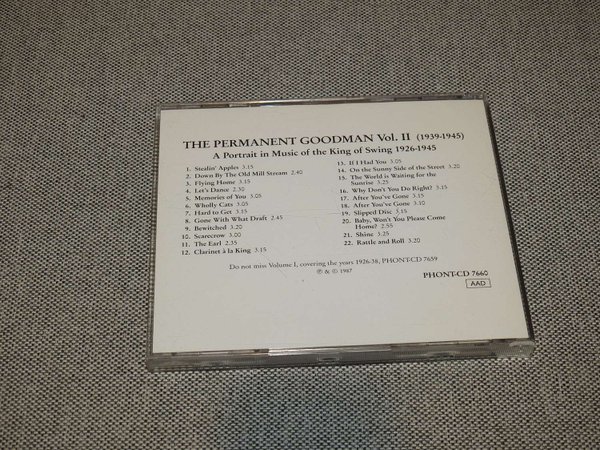 THE PERMANENT GOODMAN Vol. II (1939-1945)
A Portrait in Music of the King of Swing 1926-1945
1. Stealin' Apples 3.15
2. Down By The Old Mill Stream 2.40
3. Flying Home 3.15
4. Let's Dance 2.30
5. Memories of You 3.05
6. Wholly Cats 3.05
7. Hard to Get 3.15
8. Gone With What Draft 2.45
9. Bewitched 3.20
10. Scarecrow 3.00
11. The Earl 2.35
12. Clarinet à la King 3.15
13. If I Had You 3.05
14. On the Sunny Side of the Street 3.20
15. The World is Waiting for the
Sunrise 3.25
16. Why Don't You Do Right? 3.15
17. After You've Gone 3.15
18. After You've Gone 3.10
19. Slipped Disc 3.15
20. Baby, Won't You Please Come
Home? 2.55
21. Shine 3.25
22. Rattle and Roll 3.20
Do not miss Volume I, covering the years 1926-38, PHONT-CD 7659
℗ & © 1987
PHONT-CD 7660
AAD